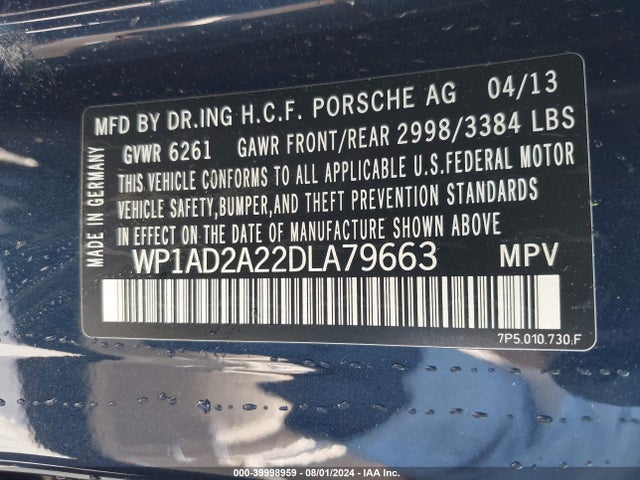 MFD BY DR.ING H.C.F. PORSCHE AG 04/13
GVWR 6261 GAWR FRONT/REAR 2998/3384 LBS
THIS VEHICLE CONFORMS TO ALL APPLICABLE U.S.FEDERAL MOTOR
VEHICLE SAFETY,BUMPER,AND THEFT PREVENTION STANDARDS
IN EFFECT ON THE DATE OF MANUFACTURE SHOWN ABOVE
WP1AD2A22DLA79663 MPV
MADE IN GERMANY
7P5.010.730.F
000-39998959 • 08/01/2024 • IAA Inc.